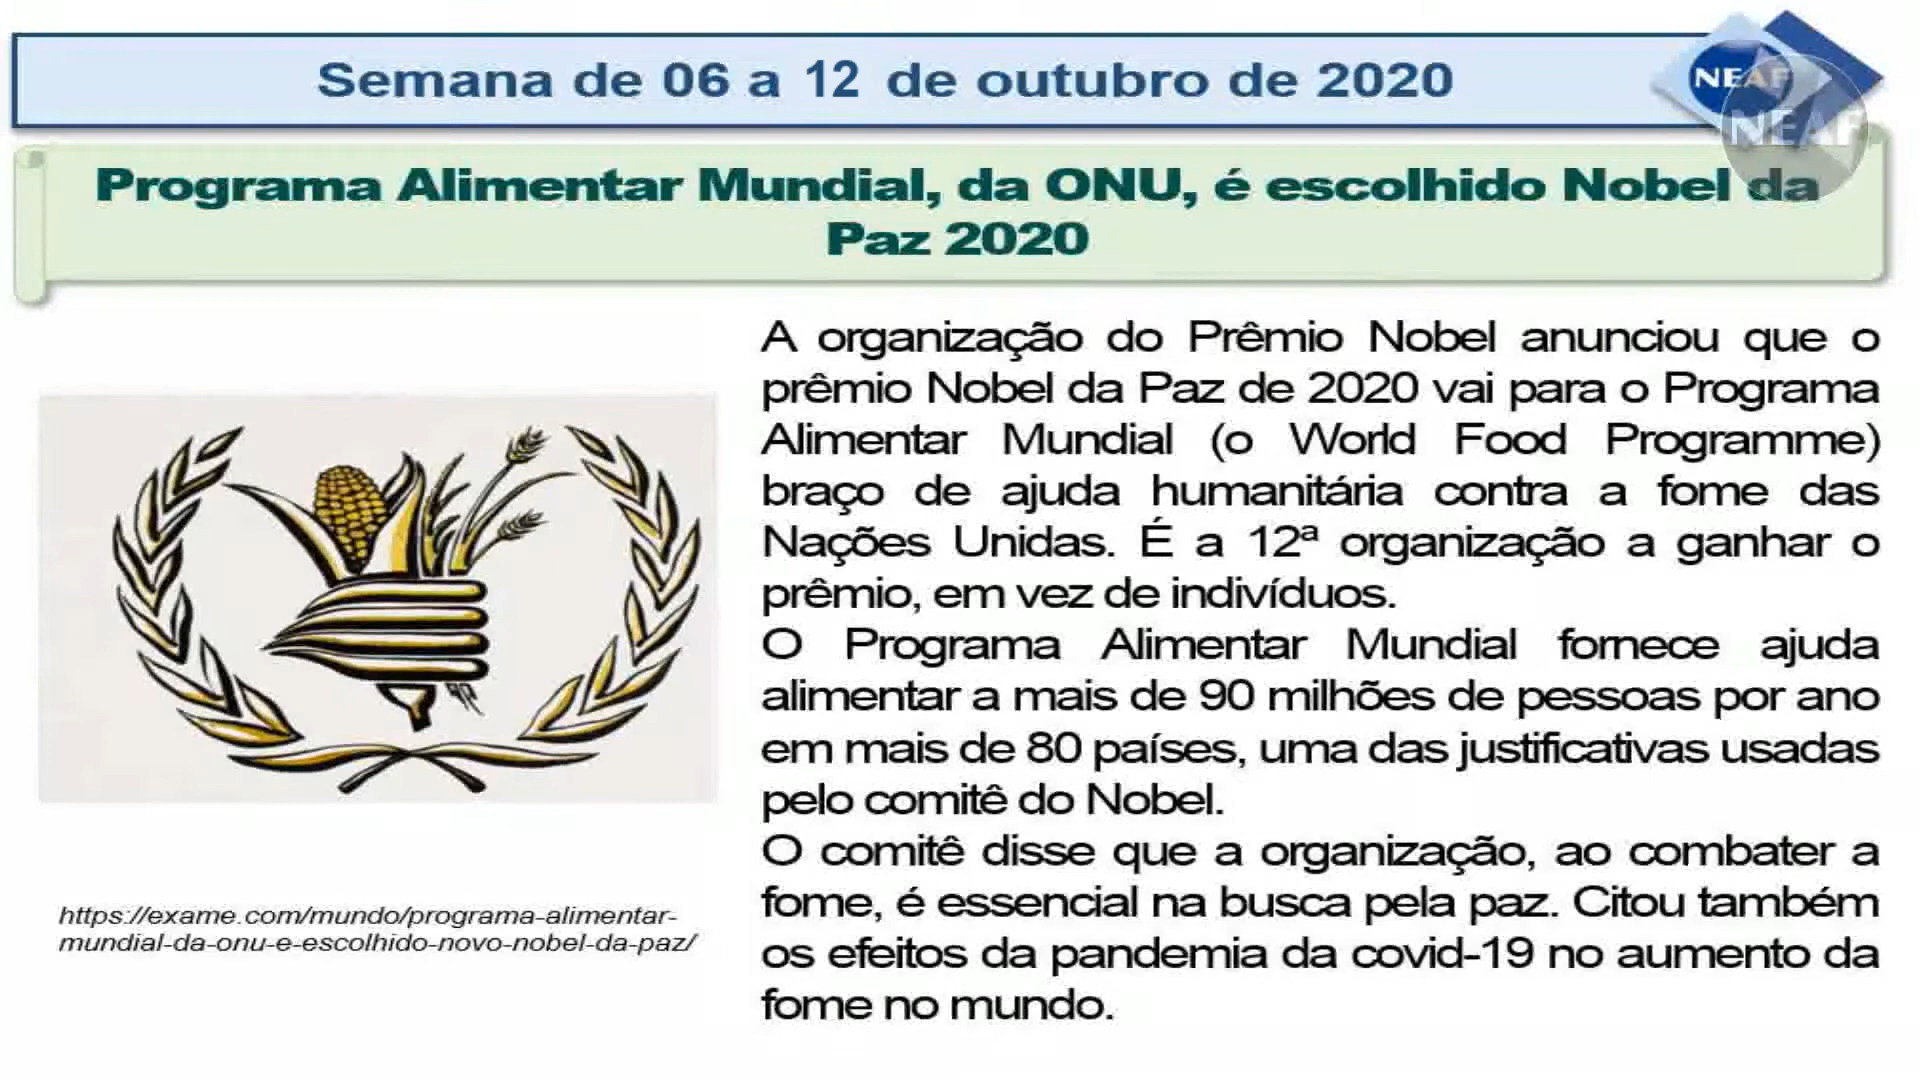 Semana de 06 a 12 de outubro de 2020
NEAF
NEAF
Programa Alimentar Mundial, da ONU, é escolhido Nobel da
Paz 2020
A organização do Prêmio Nobel anunciou que o
prêmio Nobel da Paz de 2020 vai para o Programa
Alimentar Mundial (o World Food Programme)
braço de ajuda humanitária contra a fome das
Nações Unidas. É a 12ª organização a ganhar o
prêmio, em vez de indivíduos.
O Programa Alimentar Mundial fornece ajuda
alimentar a mais de 90 milhões de pessoas por ano
em mais de 80 países, uma das justificativas usadas
pelo comitê do Nobel.
O comitê disse que a organização, ao combater a
fome, é essencial na busca pela paz. Citou também
os efeitos da pandemia da covid-19 no aumento da
fome no mundo.
https://exame.com/mundo/programa-alimentar-
mundial-da-onu-e-escolhido-novo-nobel-da-paz/